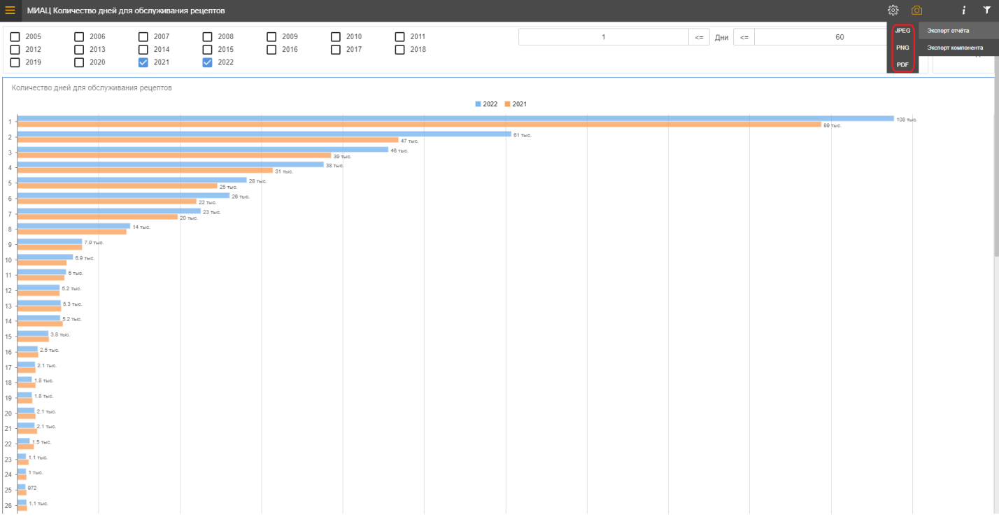 МИАЦ Количество дней для обслуживания рецептов
i
2005 2006 2007 2008 2009 2010 2011
2012 2013 2014 2015 2016 2017 2018
2019 2020 2021 2022
1 <= Дни <= 60
JPEG Экспорт отчёта
PNG Экспорт компонента
PDF
Количество дней для обслуживания рецептов
2022 2021
1 108 тыс.
99 тыс.
2 61 тыс.
47 тыс.
3 46 тыс.
39 тыс.
4 38 тыс.
31 тыс.
5 28 тыс.
25 тыс.
6 26 тыс.
22 тыс.
7 23 тыс.
20 тыс.
8 14 тыс.
9 7.9 тыс.
10 6.9 тыс.
11 6 тыс.
12 5.2 тыс.
13 5.3 тыс.
14 5.2 тыс.
15 3.8 тыс.
16 2.5 тыс.
17 2.1 тыс.
18 1.8 тыс.
19 1.8 тыс.
20 2.1 тыс.
21 2.1 тыс.
22 1.5 тыс.
23 1.1 тыс.
24 1 тыс.
25 972
26 1.1 тыс.